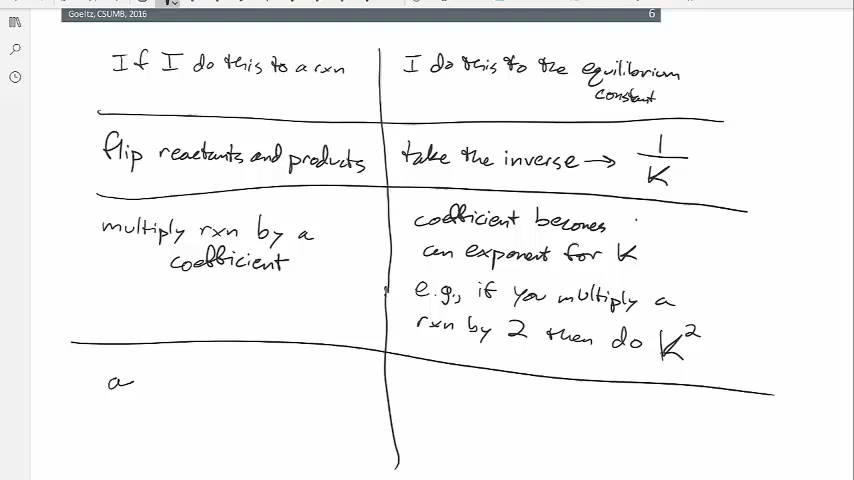 Goeltz, CSUMB, 2016
6
If I do this to a rxn
I do this to the equilibrium
constant
flip reactants and products
take the inverse → 1/K
multiply rxn by a
coefficient
coefficient becomes
an exponent for K
e.g., if you multiply a
rxn by 2 then do K²
a